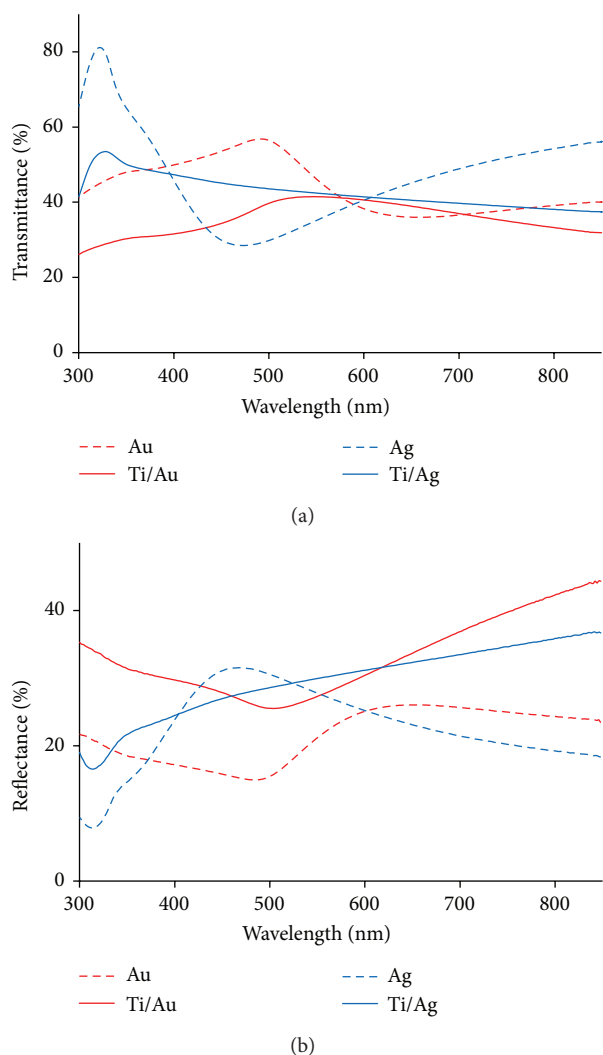 80
60
40
20
0
Transmittance (%)
300 400 500 600 700 800
Wavelength (nm)
Au Ag
Ti/Au Ti/Ag
(a)
40
20
0
Reflectance (%)
300 400 500 600 700 800
Wavelength (nm)
Au Ag
Ti/Au Ti/Ag
(b)